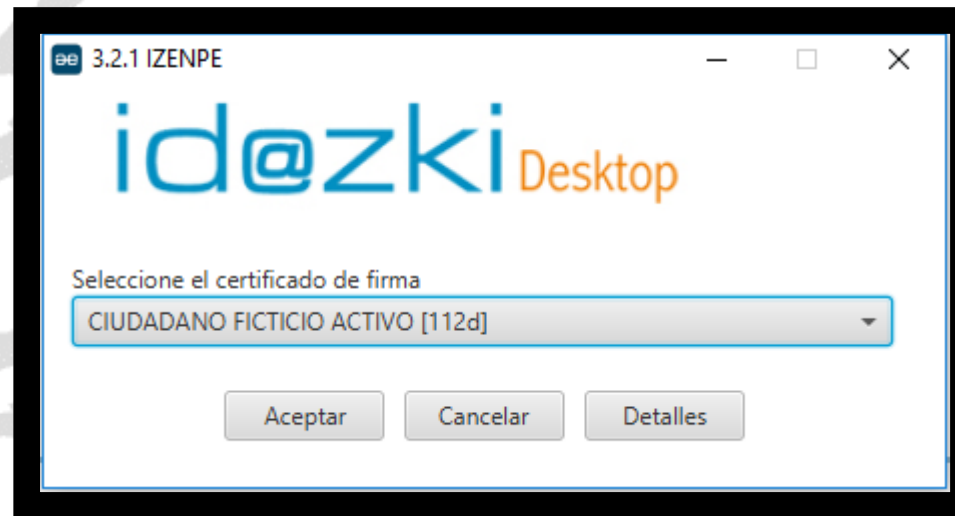 3.2.1 IZENPE
id@zki Desktop
Seleccione el certificado de firma
CIUDADANO FICTICIO ACTIVO [112d]
Aceptar Cancelar Detalles